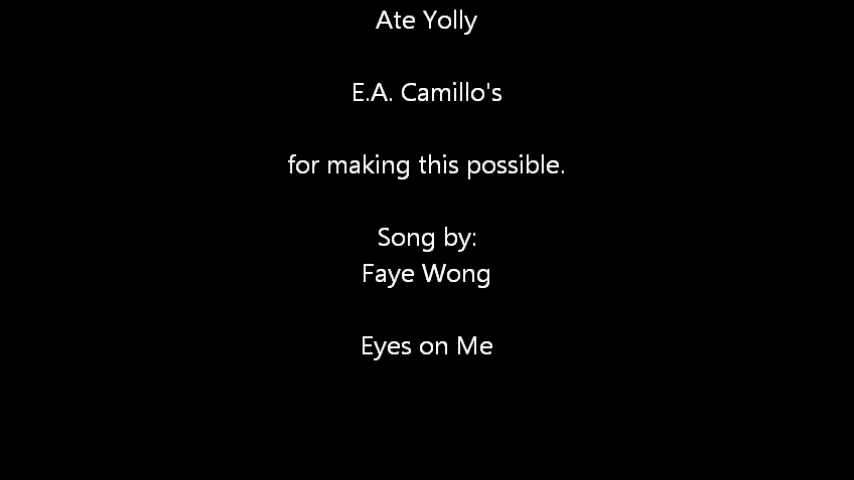 Ate Yolly
E.A. Camillo's
for making this possible.
Song by:
Faye Wong
Eyes on Me